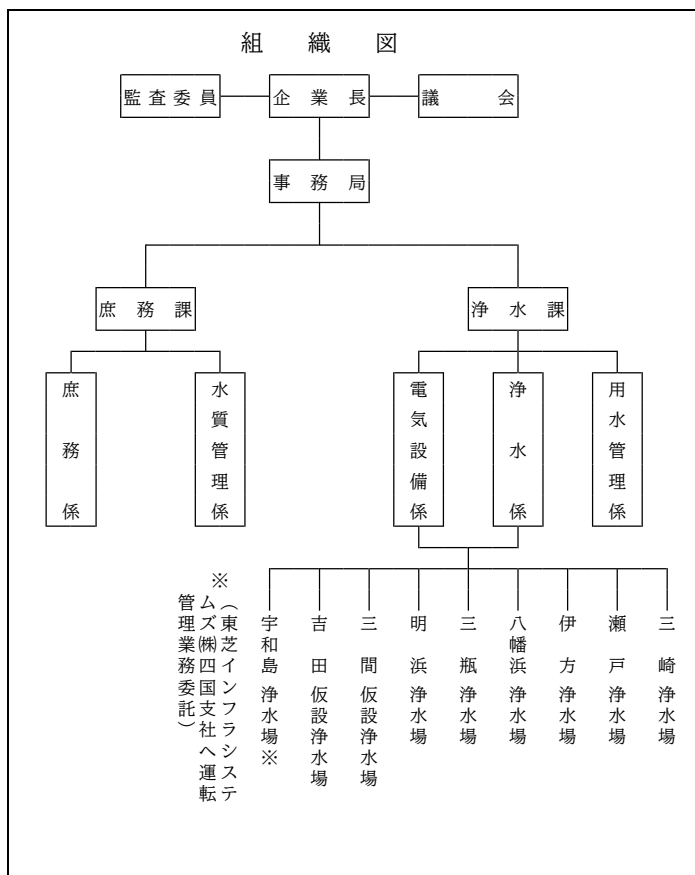 組織図
監査委員
企業長
議会
事務局
庶務課
浄水課
庶務係
水質管理係
電気設備係
浄水係
用水管理係
宇和島 浄水場※
吉田 仮設浄水場
三間 仮設浄水場
明浜 浄水場
三瓶 浄水場
八幡浜 浄水場
伊方 浄水場
瀬戸 浄水場
三崎 浄水場
※(東芝インフラシステ
ムズ㈱四国支社へ運転
管理業務委託)